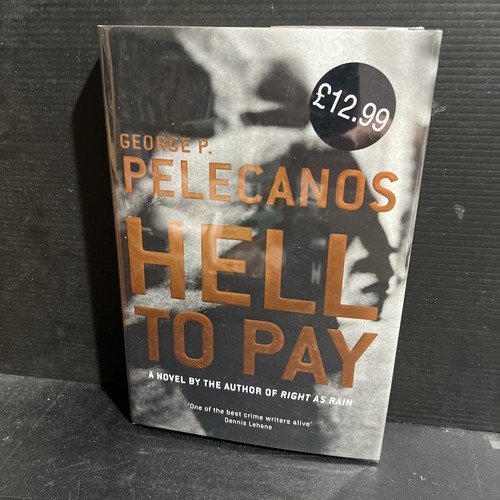 £12.99
GEORGE P.
PELECANOS
HELL
TO PAY
A NOVEL BY THE AUTHOR OF RIGHT AS RAIN
'One of the best crime writers alive'
Dennis Lehane